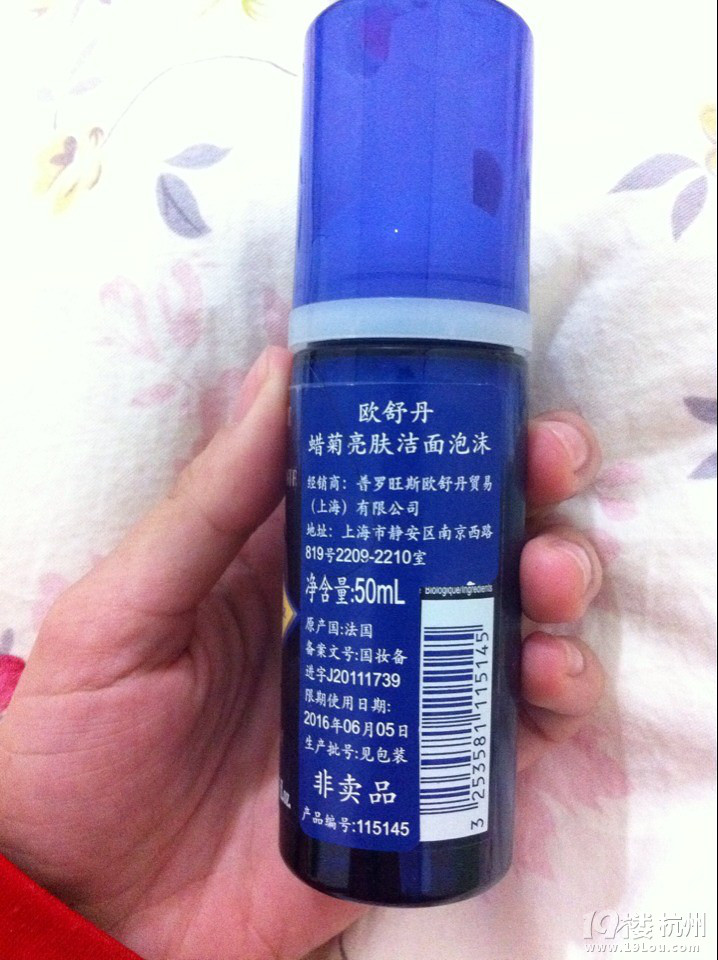 欧舒丹
蜡菊亮肤洁面泡沫
经销商：普罗旺斯欧舒丹贸易
（上海）有限公司
地址：上海市静安区南京西路
819号2209-2210室
净含量:50mL
Biologique/Ingredients
原产国:法国
备案文号:国妆备
进字J20111739
限期使用日期:
2016年06月05日
生产批号:见包装
非卖品
产品编号:115145
3 253581 115145
19楼 杭州
www.19lou.com